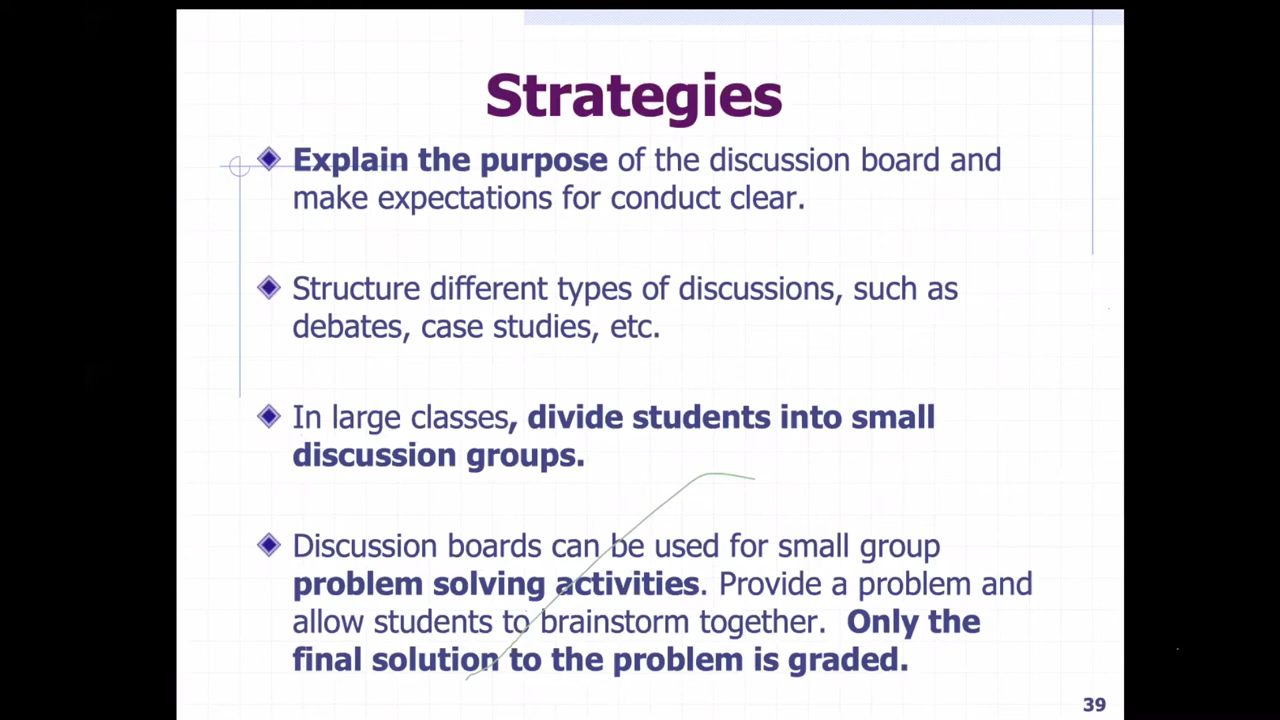 Strategies
Explain the purpose of the discussion board and
make expectations for conduct clear.
Structure different types of discussions, such as
debates, case studies, etc.
In large classes, divide students into small
discussion groups.
Discussion boards can be used for small group
problem solving activities. Provide a problem and
allow students to brainstorm together.  Only the
final solution to the problem is graded.
39